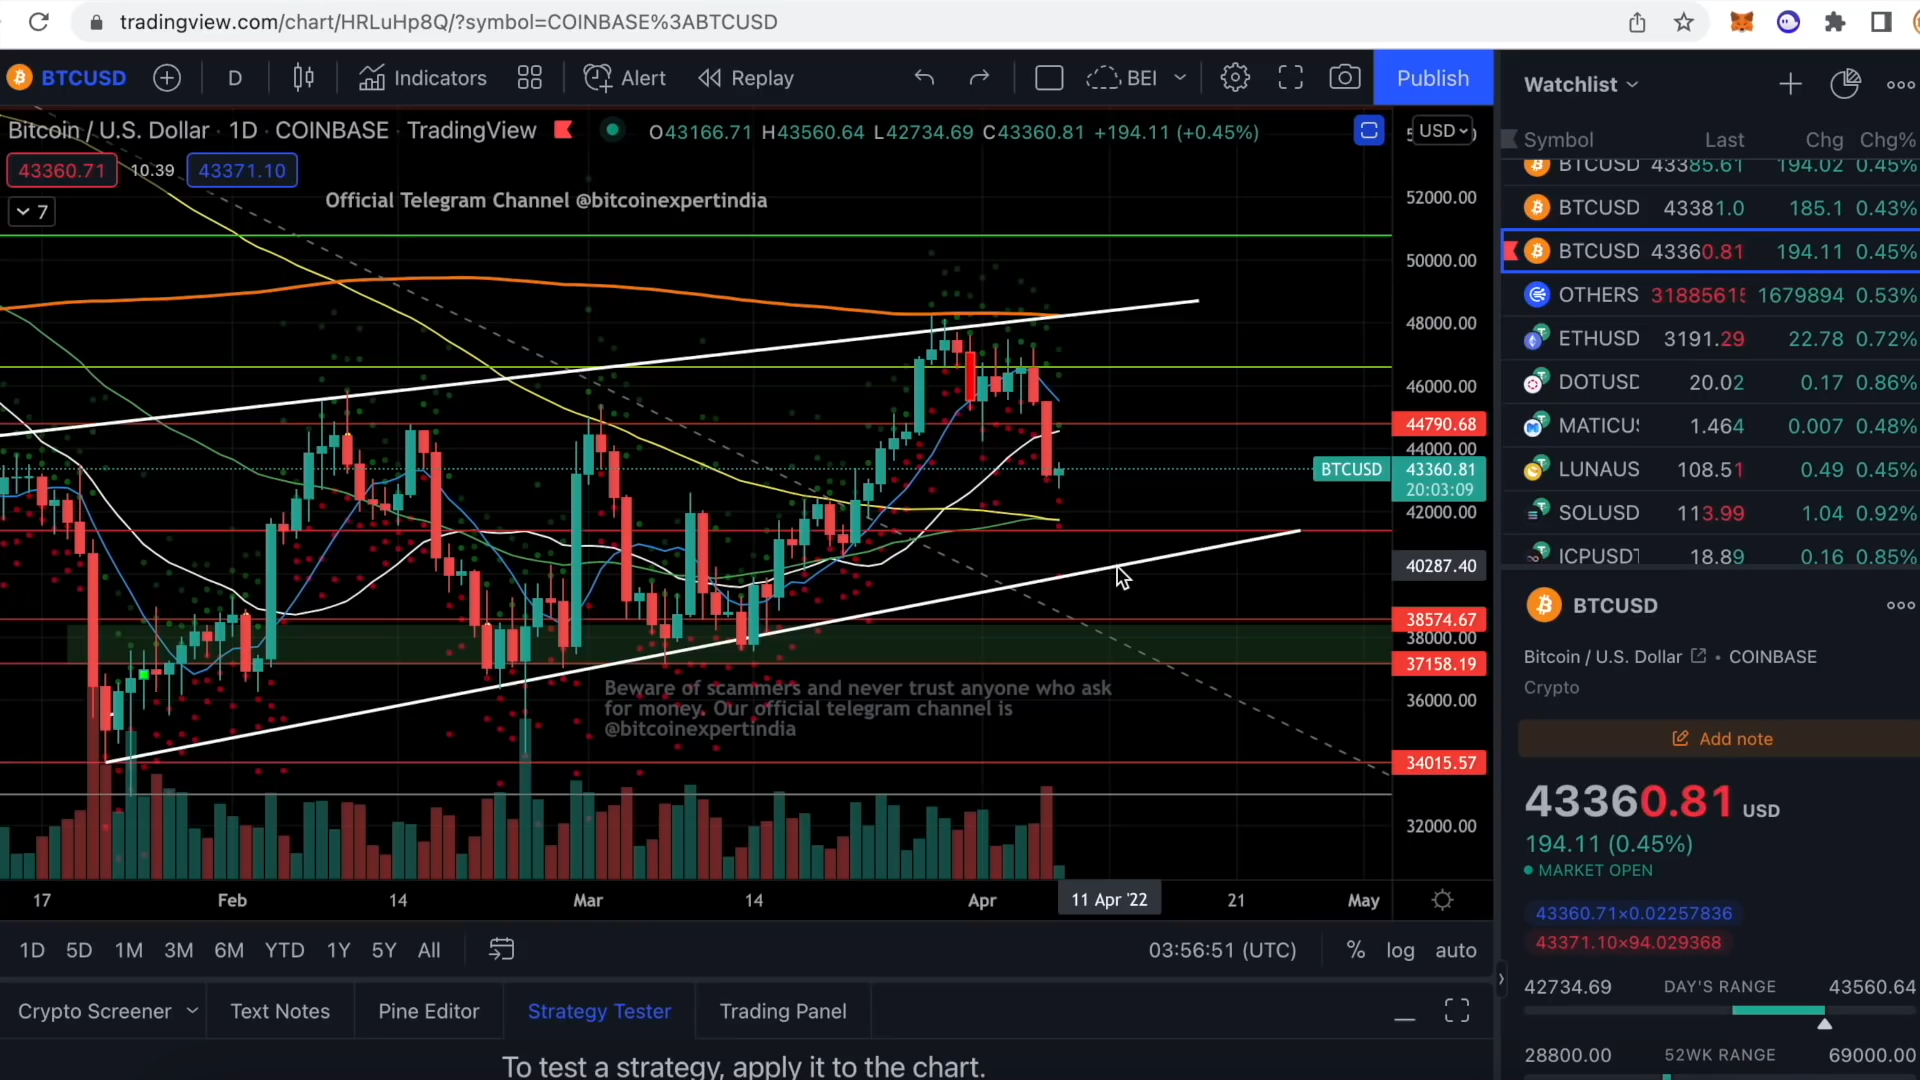 tradingview.com/chart/HRLuHp8Q/?symbol=COINBASE%3ABTCUSD
BTCUSD D Indicators Alert Replay BEI Publish
Watchlist
Bitcoin / U.S. Dollar · 1D · COINBASE · TradingView O43166.71 H43560.64 L42734.69 C43360.81 +194.11 (+0.45%)
USD
43360.71 10.39 43371.10
7
Official Telegram Channel @bitcoinexpertindia
Symbol Last Chg Chg%
BTCUSD 43385.61 194.02 0.45%
BTCUSD 43381.0 185.1 0.43%
BTCUSD 43360.81 194.11 0.45%
OTHERS 3188561 1679894 0.53%
ETHUSD 3191.29 22.78 0.72%
DOTUSD 20.02 0.17 0.86%
MATICU 1.464 0.007 0.48%
LUNAUS 108.51 0.49 0.45%
SOLUSD 113.99 1.04 0.92%
ICPUSDT 18.89 0.16 0.85%
52000.00
50000.00
48000.00
46000.00
44790.68
44000.00
BTCUSD 43360.81
20:03:09
42000.00
40287.40
38574.67
38000.00
37158.19
36000.00
34015.57
32000.00
Beware of scammers and never trust anyone who ask
for money. Our official telegram channel is
@bitcoinexpertindia
17 Feb 14 Mar 14 Apr 11 Apr '22 21 May
1D 5D 1M 3M 6M YTD 1Y 5Y All 03:56:51 (UTC) % log auto
Crypto Screener Text Notes Pine Editor Strategy Tester Trading Panel
To test a strategy, apply it to the chart.
BTCUSD
Bitcoin / U.S. Dollar • COINBASE
Crypto
Add note
43360.81 USD
194.11 (0.45%)
MARKET OPEN
43360.71×0.02257836
43371.10×94.029368
42734.69 DAY'S RANGE 43560.64
28800.00 52WK RANGE 69000.00